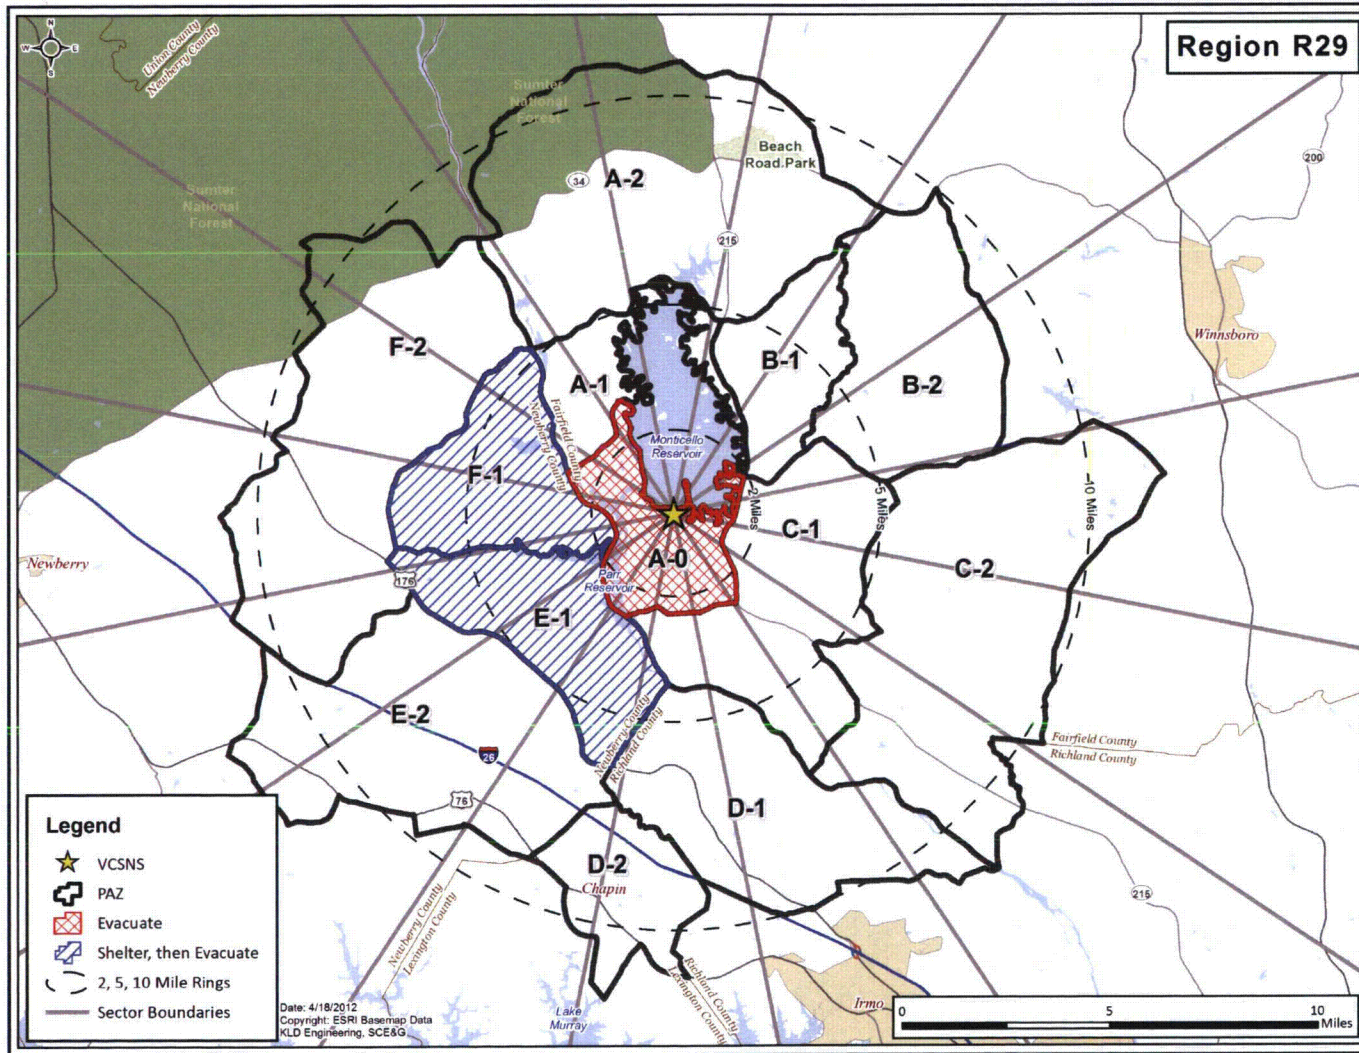 Region R29
N
W
E
S
Union County
Newberry County
Sumter
National
Forest
Sumter
National
Forest
Beach
Road Park
200
34
A-2
215
F-2
A-1
B-1
B-2
Winnsboro
Fairfield County
Newberry County
Monticello
Reservoir
F-1
2 Miles
5 Miles
10 Miles
C-1
A-0
C-2
Newberry
176
Parr
Reservoir
E-1
E-2
Newberry County
Richland County
Fairfield County
Richland County
26
76
D-1
D-2
Chapin
215
Newberry County
Lexington County
Richland County
Lexington County
Irmo
Lake
Murray
Legend
VCSNS
PAZ
Evacuate
Shelter, then Evacuate
2, 5, 10 Mile Rings
Sector Boundaries
Date: 4/18/2012
Copyright: ESRI Basemap Data
KLD Engineering, SCE&G
0
5
10
Miles